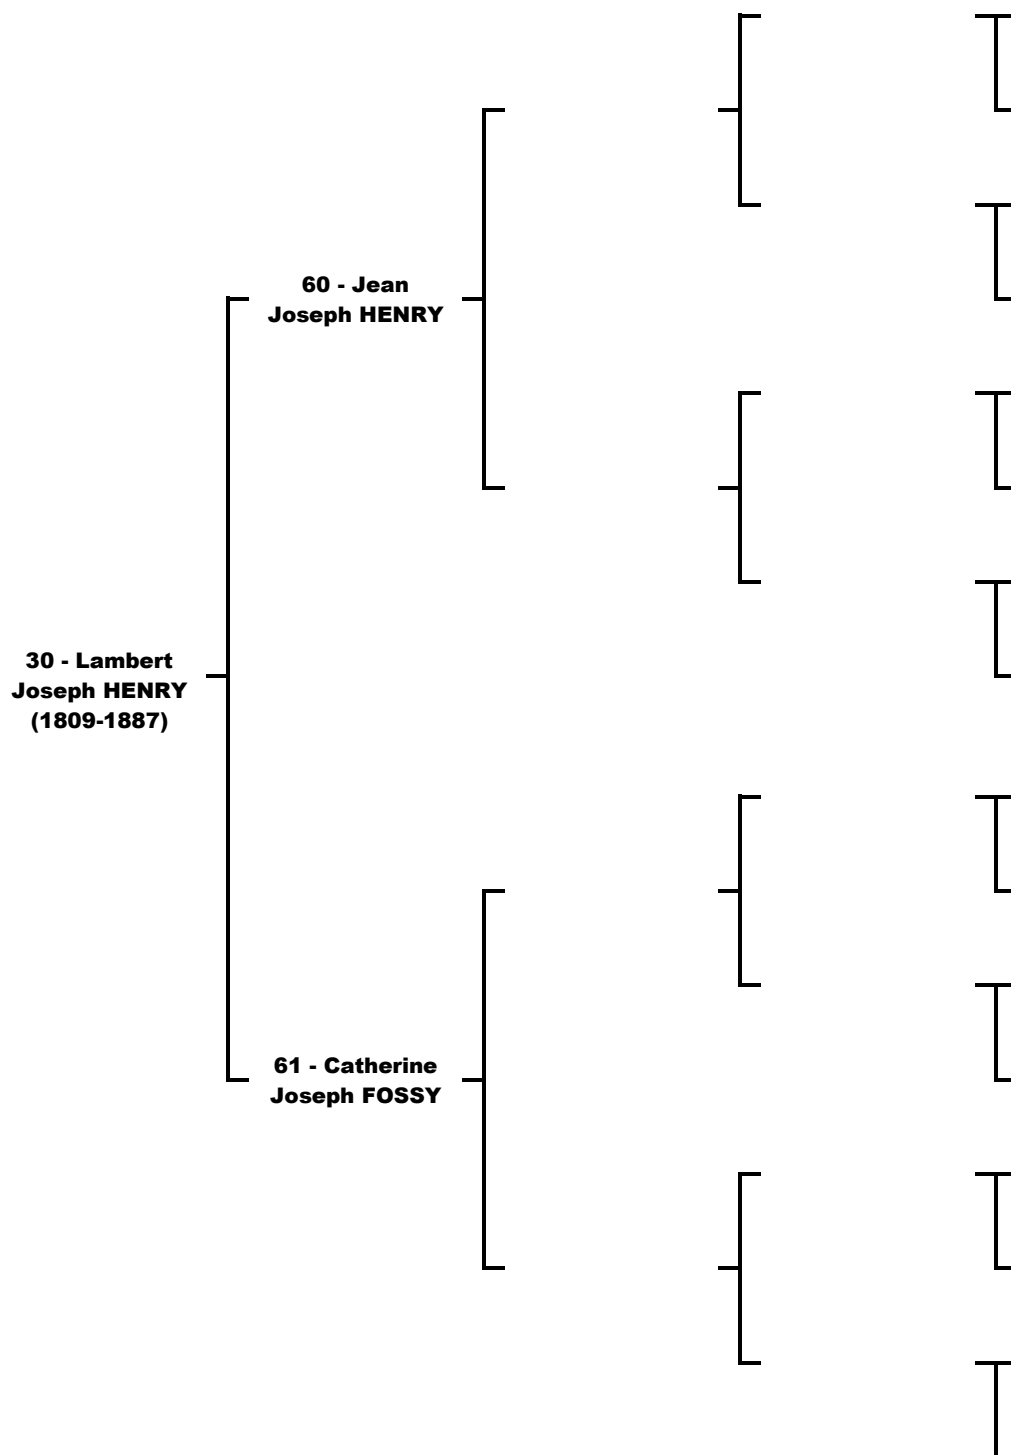 60 - Jean
Joseph HENRY
30 - Lambert
Joseph HENRY
(1809-1887)
61 - Catherine
Joseph FOSSY